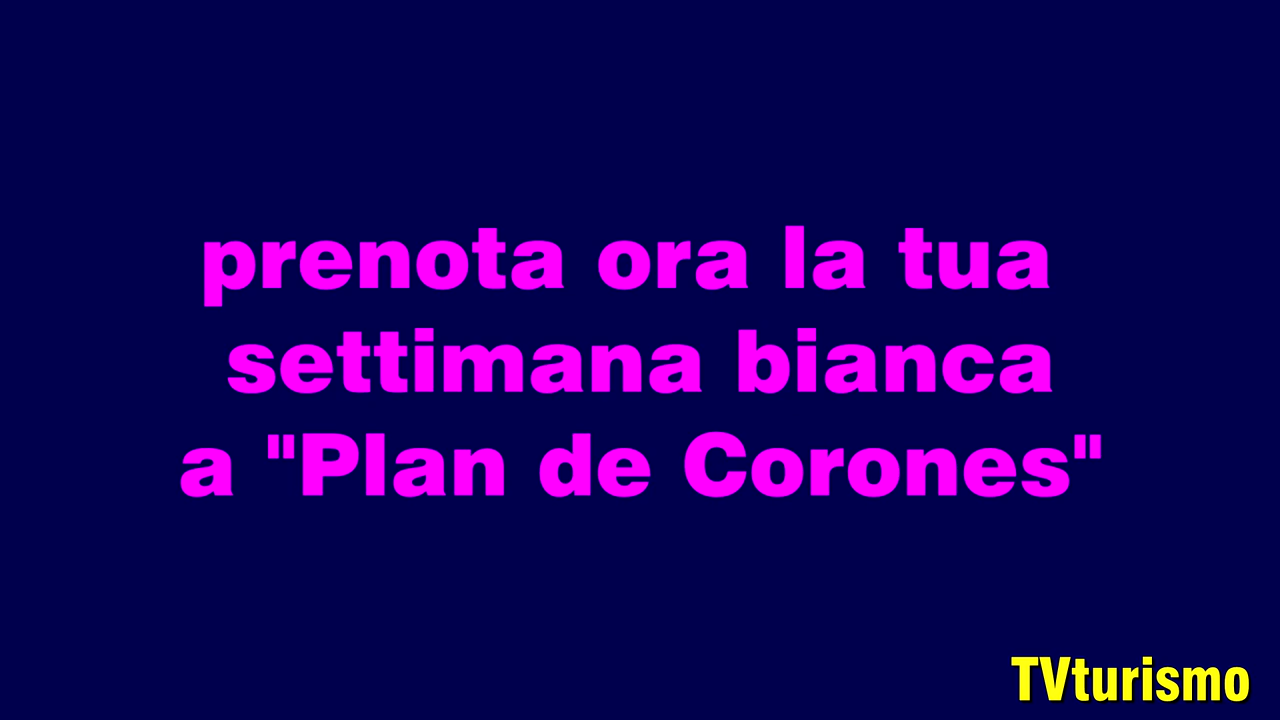 prenota ora la tua
settimana bianca
a "Plan de Corones"
TVturismo